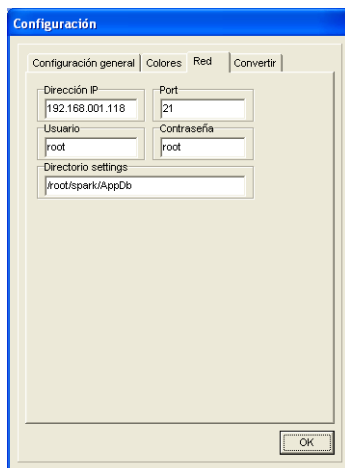 Configuración
Configuración general Colores Red Convertir
Dirección IP Port
192.168.001.118 21
Usuario Contraseña
root root
Directorio settings
/root/spark/AppDb
OK